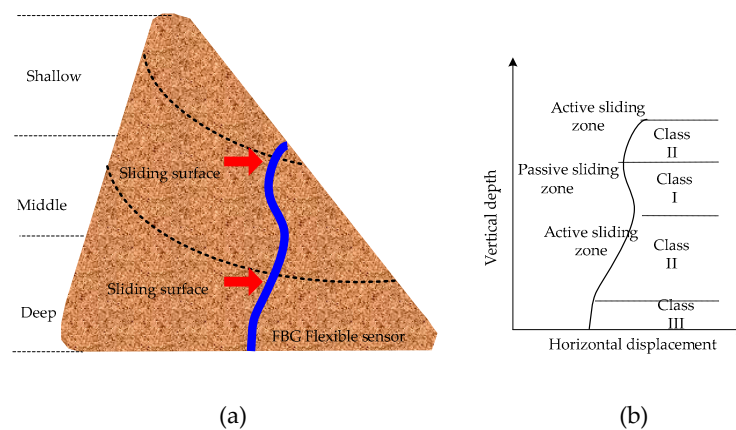 Shallow
Sliding surface
Middle
Sliding surface
Deep
FBG Flexible sensor
(a)
Vertical depth
Active sliding
zone
Class
II
Passive sliding
zone
Class
I
Active sliding
zone
Class
II
Class
III
Horizontal displacement
(b)